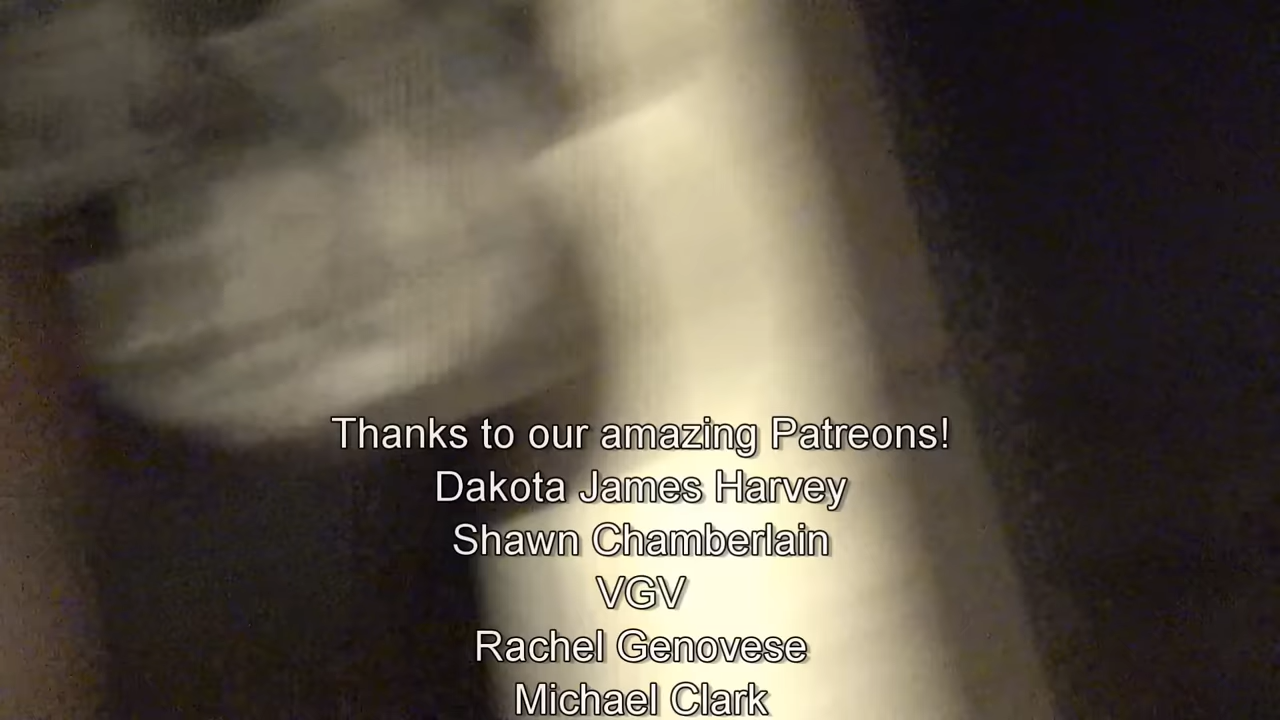 Thanks to our amazing Patreons!
Dakota James Harvey
Shawn Chamberlain
VGV
Rachel Genovese
Michael Clark